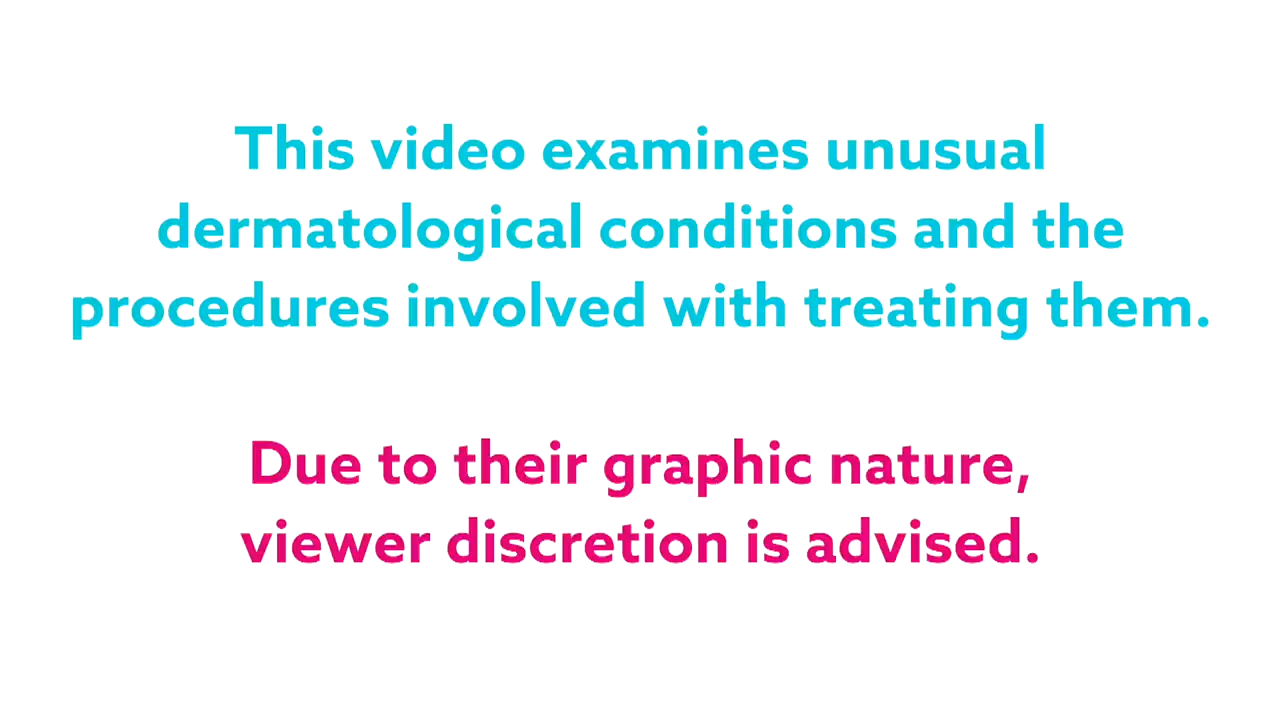 This video examines unusual
dermatological conditions and the
procedures involved with treating them.
Due to their graphic nature,
viewer discretion is advised.